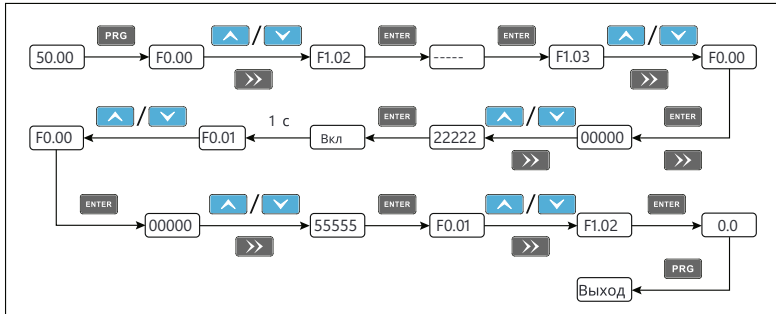 PRG ENTER ENTER
50.00 F0.00 F1.02 ----- F1.03 F0.00
1 с ENTER ENTER
F0.00 F0.01 Вкл 22222 00000
ENTER ENTER ENTER
00000 55555 F0.01 F1.02 0.0
PRG
Выход